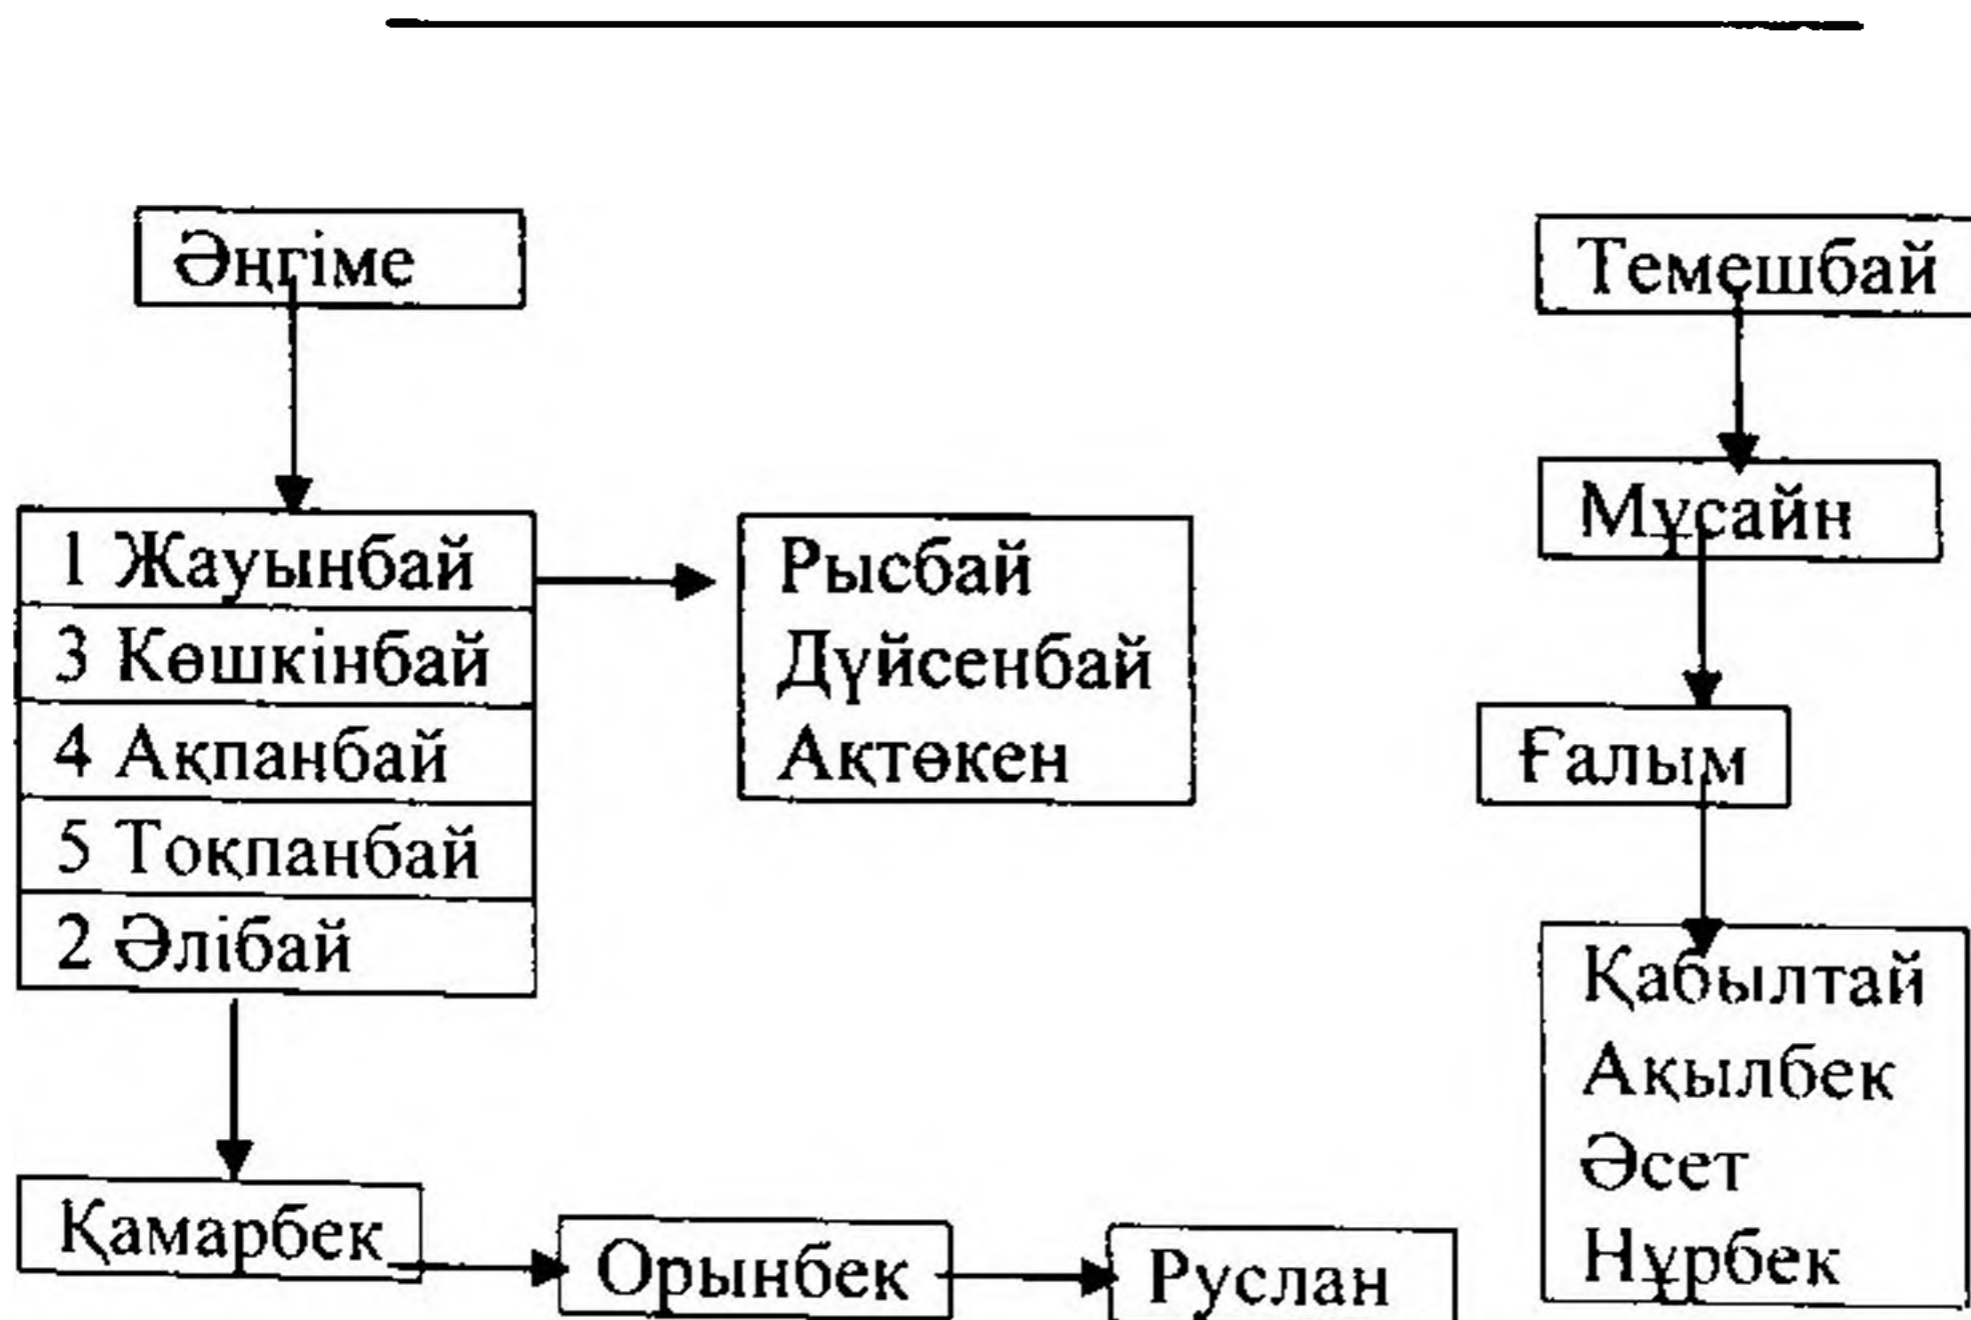 Әңгіме
1 Жауынбай
3 Көшкінбай
4 Ақпанбай
5 Тоқпанбай
2 Әлібай
Рысбай
Дүйсенбай
Ақтөкен
Қамарбек
Орынбек
Руслан
Темешбай
Мұсайн
Ғалым
Қабылтай
Ақылбек
Әсет
Нұрбек